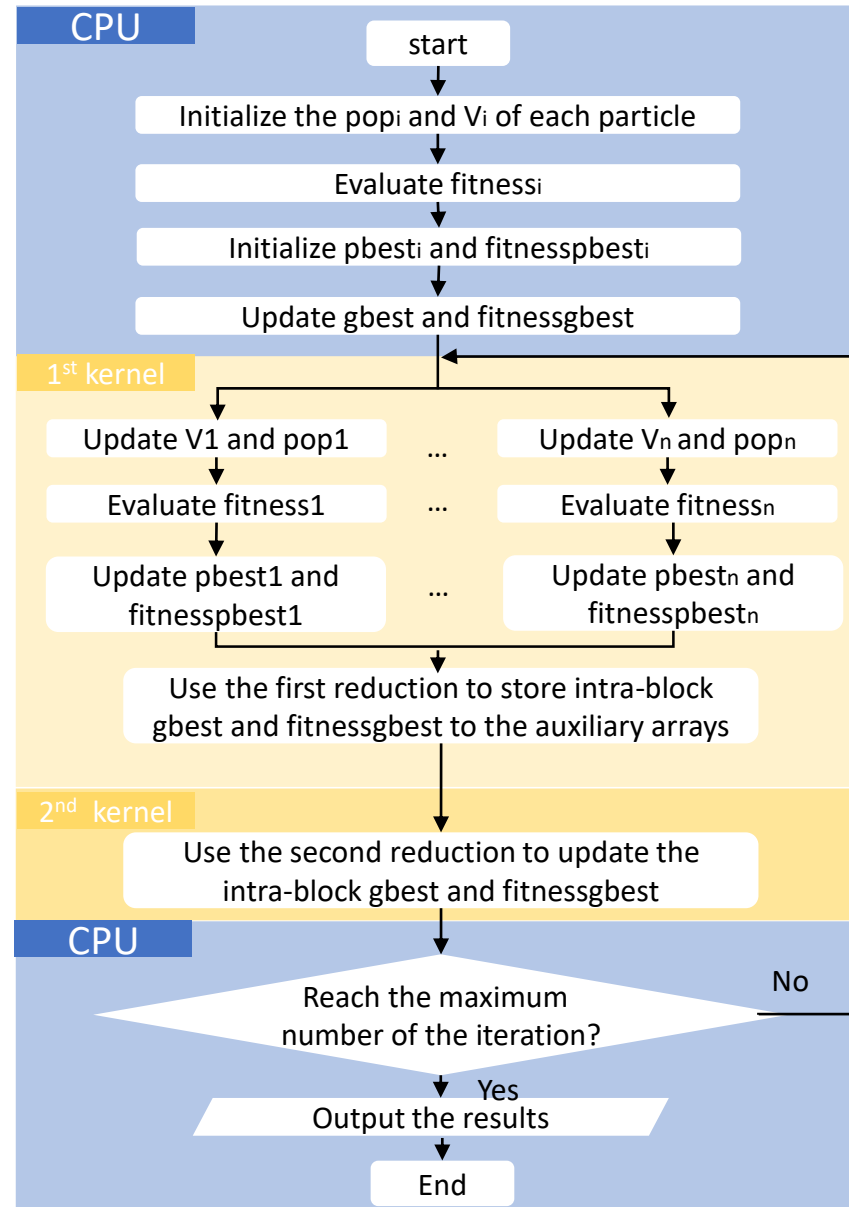 CPU
start
Initialize the popi and Vi of each particle
Evaluate fitnessi
Initialize pbesti and fitnesspbesti
Update gbest and fitnessgbest
1st kernel
Update V1 and pop1 ... Update Vn and popn
Evaluate fitness1 ... Evaluate fitnessn
Update pbest1 and
fitnesspbest1
...
Update pbestn and
fitnesspbestn
Use the first reduction to store intra-block
gbest and fitnessgbest to the auxiliary arrays
2nd kernel
Use the second reduction to update the
intra-block gbest and fitnessgbest
CPU
Reach the maximum
number of the iteration?
No
Yes
Output the results
End